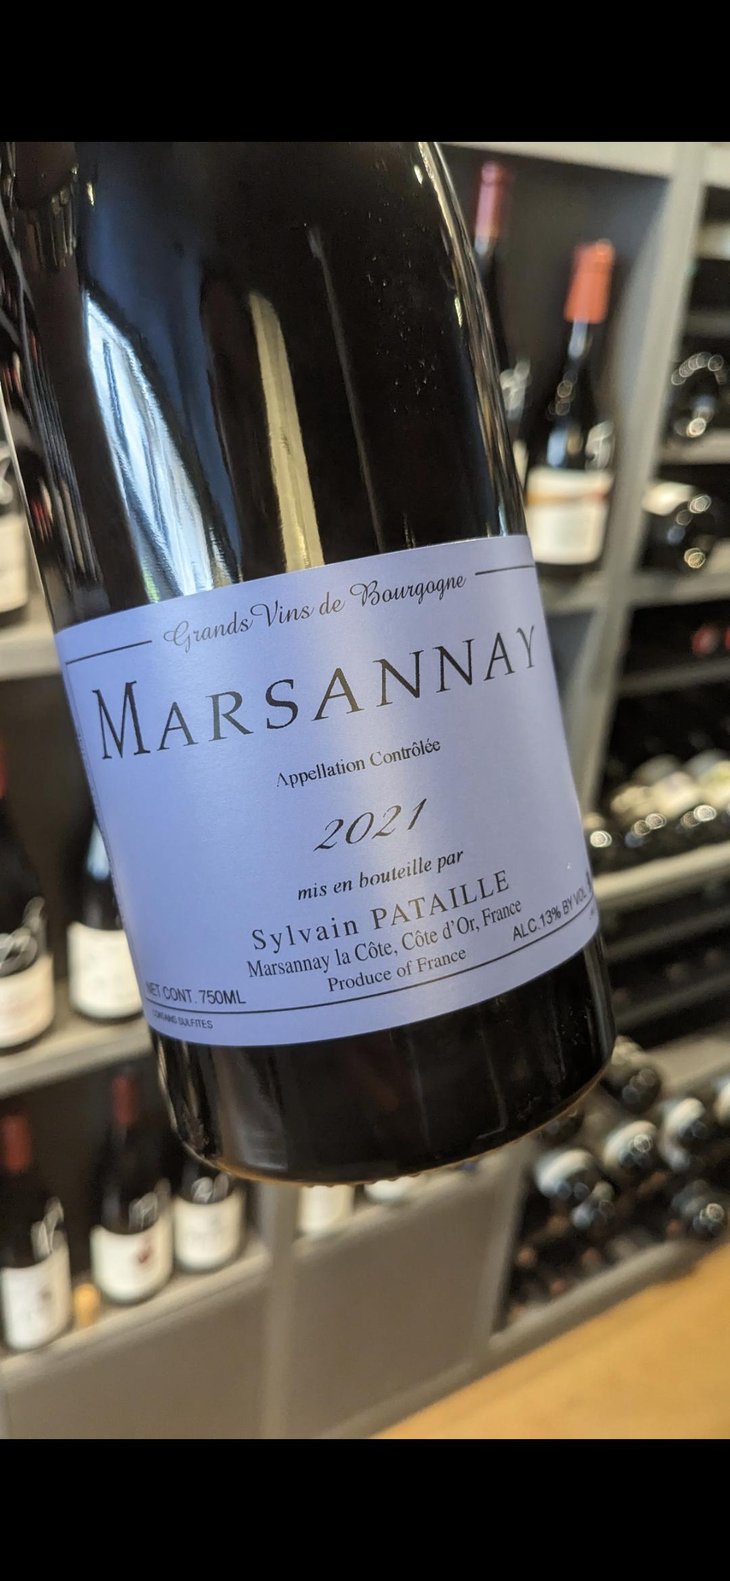 Grands Vins de Bourgogne
MARSANNAY
Appellation Contrôlée
2021
mis en bouteille par
Sylvain PATAILLE
Marsannay la Côte, Côte d'Or, France
Produce of France
ALC.13% BY VOL
NET CONT. 750ML
CONTAINS SULFITES